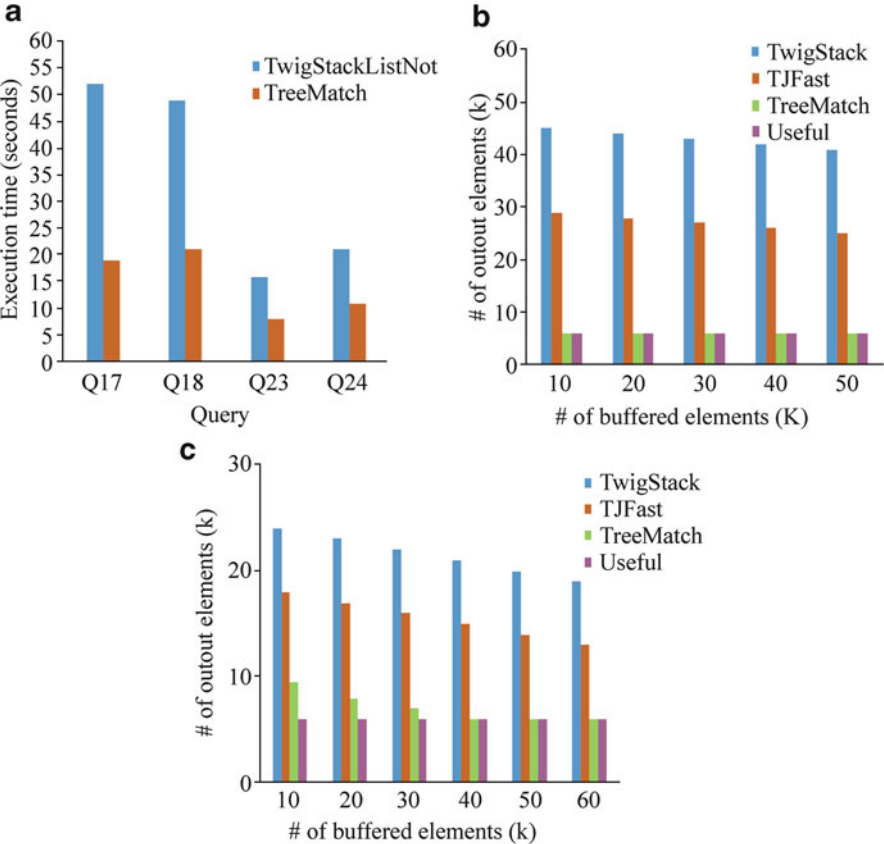 a
60
55
50
45
40
35
30
25
20
15
10
5
0
Execution time (seconds)
TwigStackListNot
TreeMatch
Q17 Q18 Q23 Q24
Query
b
60
50
40
30
20
10
0
# of outout elements (k)
TwigStack
TJFast
TreeMatch
Useful
10 20 30 40 50
# of buffered elements (K)
c
30
20
10
0
# of outout elements (k)
TwigStack
TJFast
TreeMatch
Useful
10 20 30 40 50 60
# of buffered elements (k)